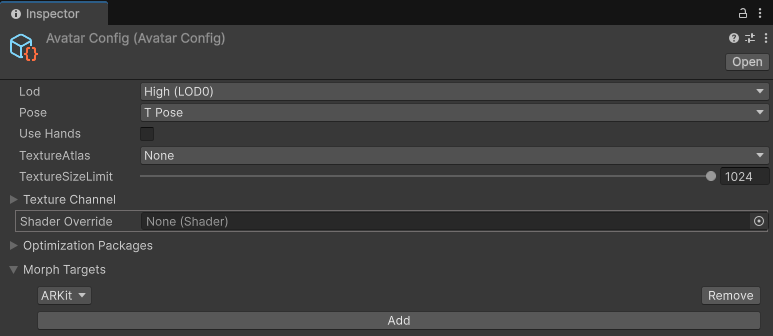 Inspector
Avatar Config (Avatar Config)
Open
Lod High (LOD0)
Pose T Pose
Use Hands
TextureAtlas None
TextureSizeLimit 1024
Texture Channel
Shader Override None (Shader)
Optimization Packages
Morph Targets
ARKit Remove
Add